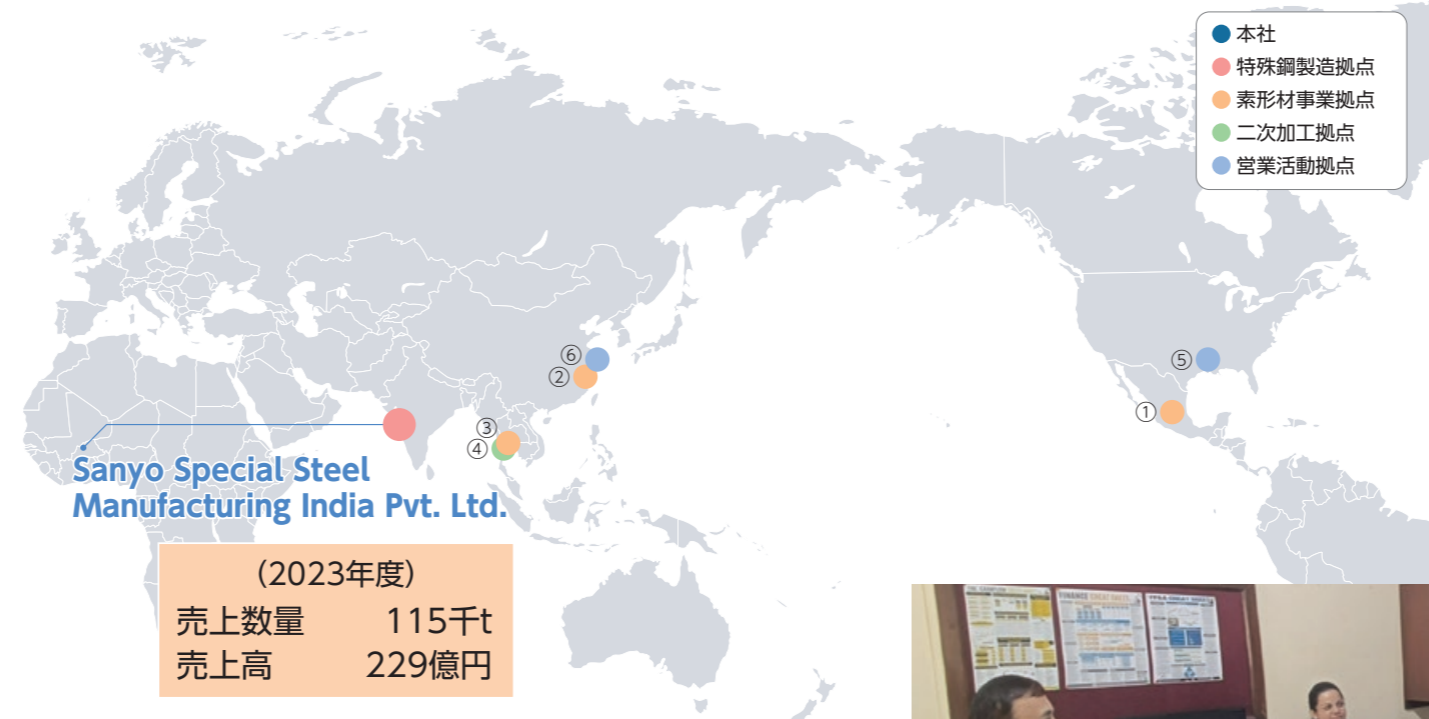 本社
特殊鋼製造拠点
素形材事業拠点
二次加工拠点
営業活動拠点
⑥
②
⑤
①
③
④
Sanyo Special Steel
Manufacturing India Pvt. Ltd.
(2023年度)
売上数量 115千t
売上高 229億円